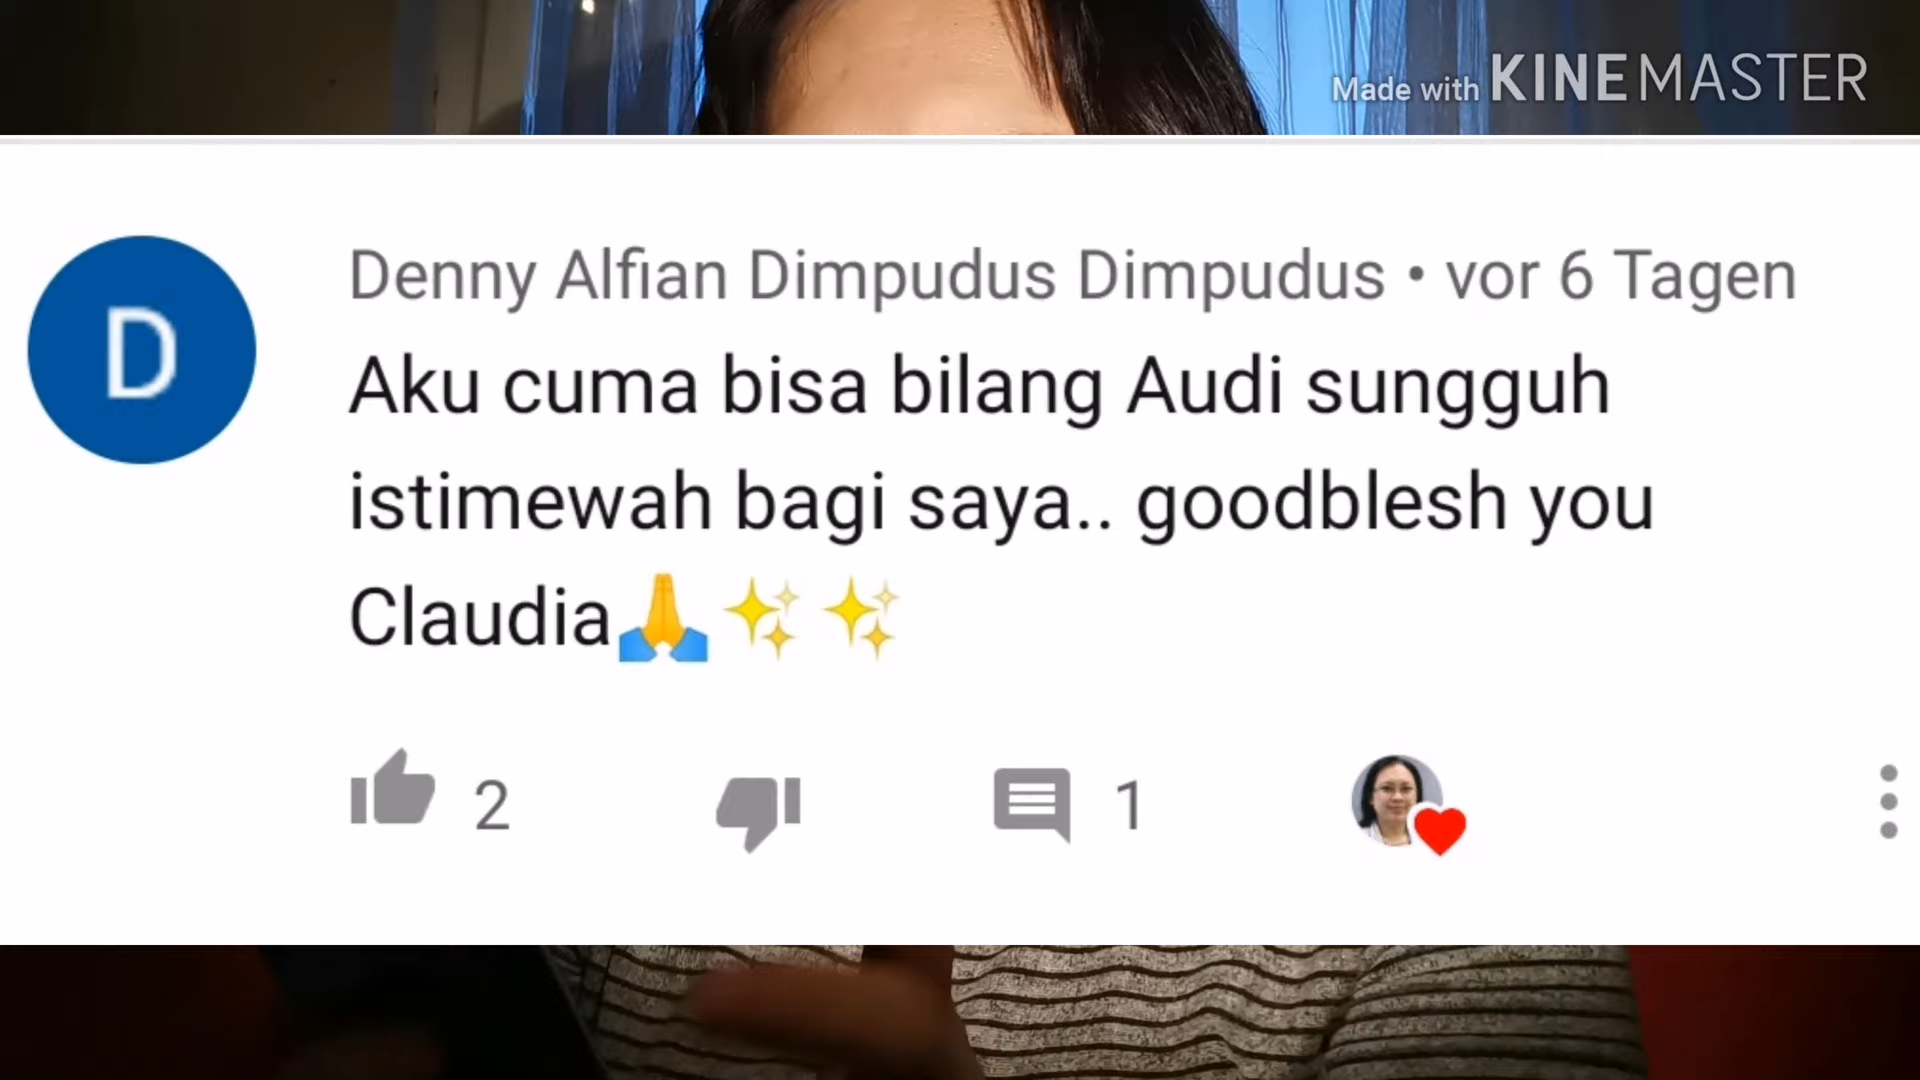 Made with KINEMASTER
D
Denny Alfian Dimpudus Dimpudus • vor 6 Tagen
Aku cuma bisa bilang Audi sungguh
istimewah bagi saya.. goodblesh you
Claudia🙏✨✨
2
1